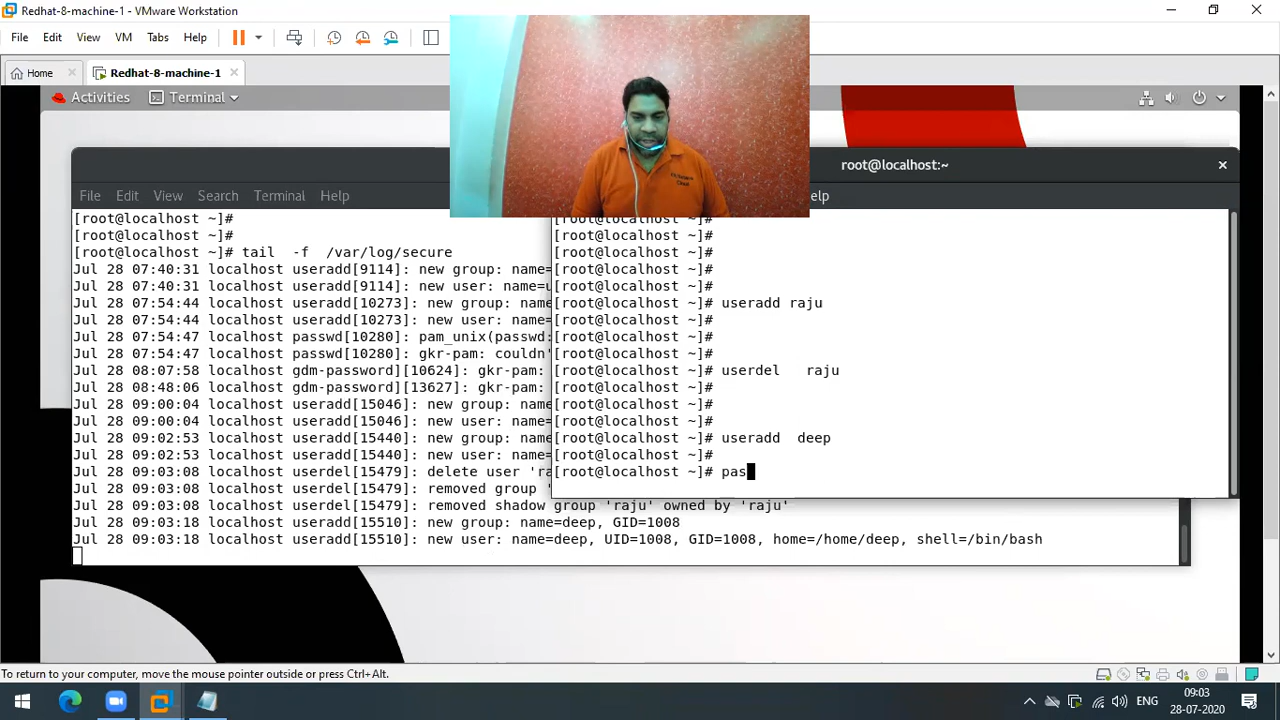 Redhat-8-machine-1 - VMware Workstation
File Edit View VM Tabs Help
Home Redhat-8-machine-1
Activities Terminal
File Edit View Search Terminal Help
[root@localhost ~]#
[root@localhost ~]#
[root@localhost ~]# tail -f /var/log/secure
Jul 28 07:40:31 localhost useradd[9114]: new group: name=
Jul 28 07:40:31 localhost useradd[9114]: new user: name=u
Jul 28 07:54:44 localhost useradd[10273]: new group: name=
Jul 28 07:54:44 localhost useradd[10273]: new user: name=
Jul 28 07:54:47 localhost passwd[10280]: pam_unix(passwd:
Jul 28 07:54:47 localhost passwd[10280]: gkr-pam: couldn'
Jul 28 08:07:58 localhost gdm-password][10624]: gkr-pam:
Jul 28 08:48:06 localhost gdm-password][13627]: gkr-pam:
Jul 28 09:00:04 localhost useradd[15046]: new group: name=
Jul 28 09:00:04 localhost useradd[15046]: new user: name=
Jul 28 09:02:53 localhost useradd[15440]: new group: name=
Jul 28 09:02:53 localhost useradd[15440]: new user: name=
Jul 28 09:03:08 localhost userdel[15479]: delete user 'ra
Jul 28 09:03:08 localhost userdel[15479]: removed group '
Jul 28 09:03:08 localhost userdel[15479]: removed shadow group 'raju' owned by 'raju'
Jul 28 09:03:18 localhost useradd[15510]: new group: name=deep, GID=1008
Jul 28 09:03:18 localhost useradd[15510]: new user: name=deep, UID=1008, GID=1008, home=/home/deep, shell=/bin/bash
root@localhost:~
elp
[root@localhost ~]#
[root@localhost ~]#
[root@localhost ~]#
[root@localhost ~]#
[root@localhost ~]#
[root@localhost ~]# useradd raju
[root@localhost ~]#
[root@localhost ~]#
[root@localhost ~]#
[root@localhost ~]# userdel raju
[root@localhost ~]#
[root@localhost ~]#
[root@localhost ~]#
[root@localhost ~]# useradd deep
[root@localhost ~]#
[root@localhost ~]# pas
To return to your computer, move the mouse pointer outside or press Ctrl+Alt.
ENG
09:03
28-07-2020